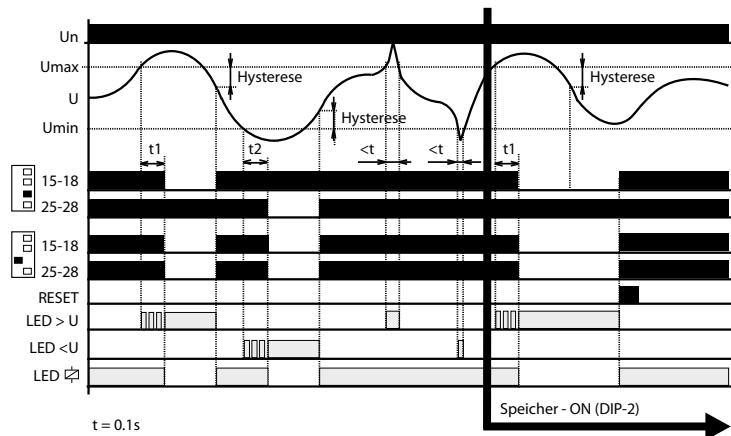 Un
Umax
Hysterese
Hysterese
U
Hysterese
Umin
t1
t2
<t
<t
t1
15-18
25-28
15-18
25-28
RESET
LED > U
LED <U
LED
Speicher - ON (DIP-2)
t = 0.1s